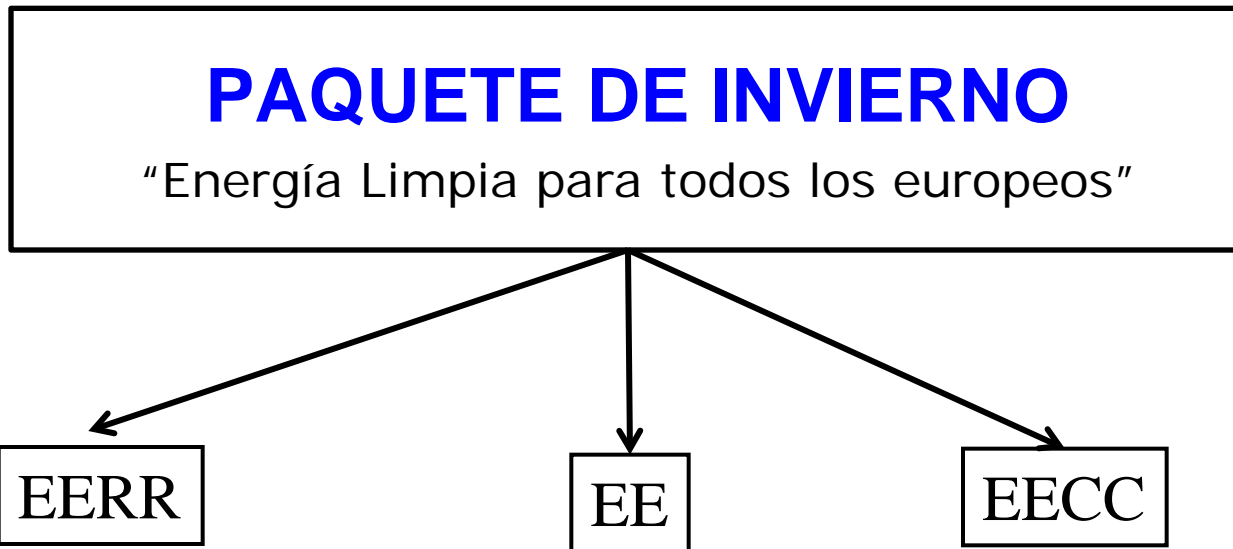 PAQUETE DE INVIERNO
“Energía Limpia para todos los europeos”
EERR
EE
EECC